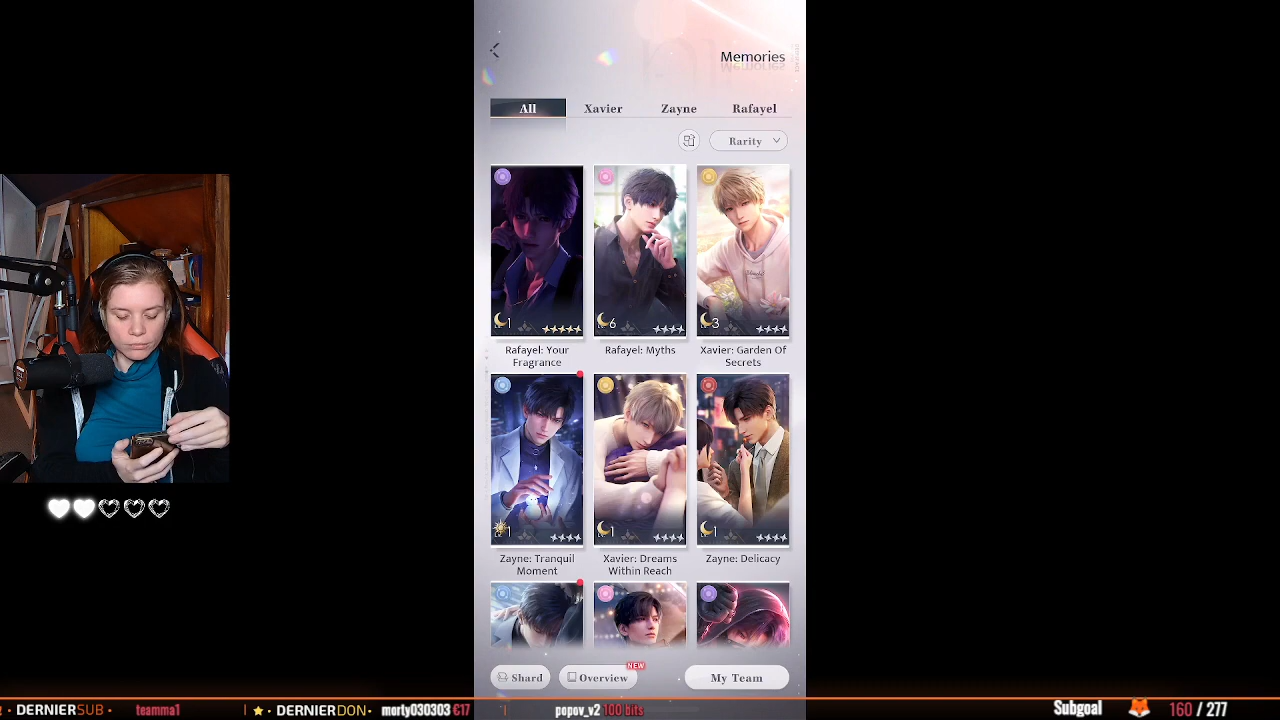 Memories
All
Xavier
Zayne
Rafayel
Rarity
1
6
3
Rafayel: Your
Fragrance
Rafayel: Myths
Xavier: Garden Of
Secrets
1
1
1
Zayne: Tranquil
Moment
Xavier: Dreams
Within Reach
Zayne: Delicacy
Shard
Overview
NEW
My Team
• DERNIERSUB • teamma1 | ★ • DERNIERDON • morty030303 €17 | popov_v2 100 bits
Subgoal 160 / 277